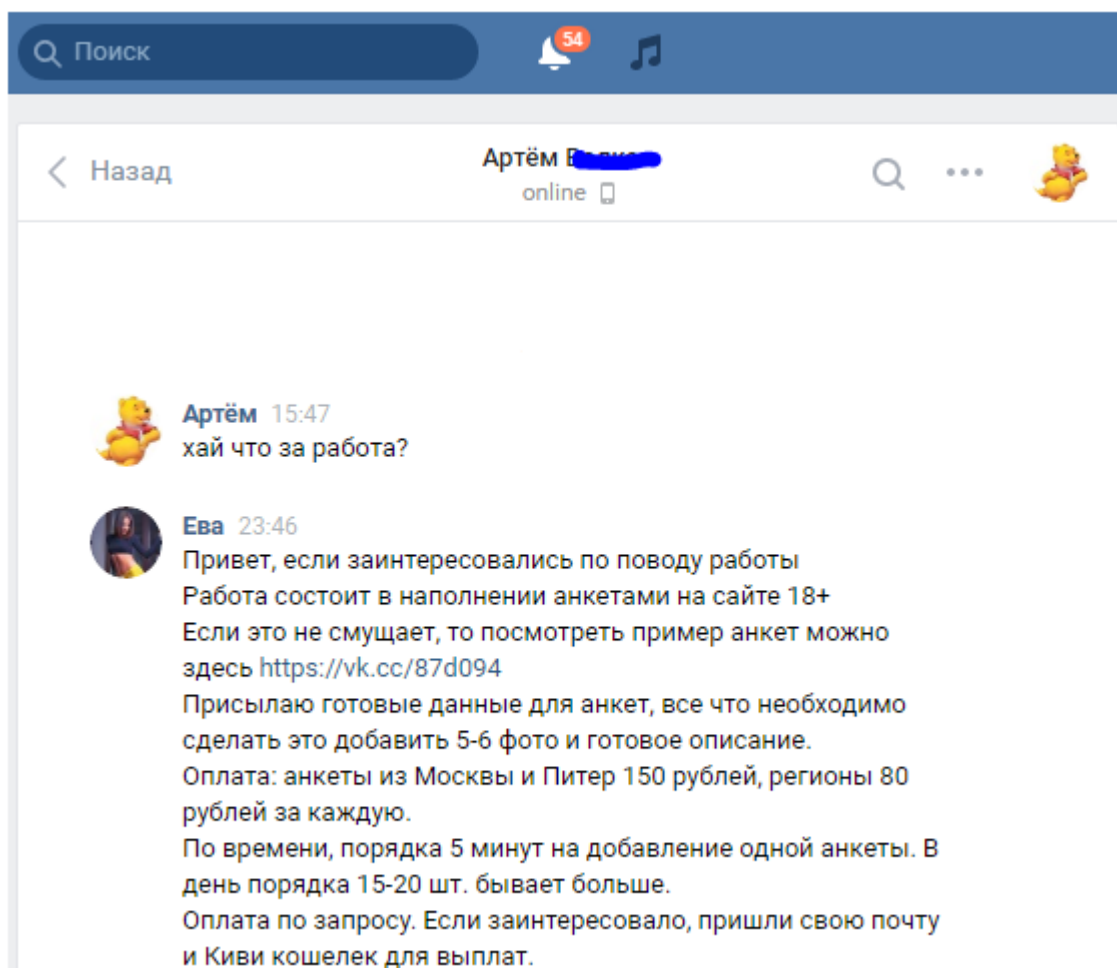 Поиск
54
Назад
Артём
online
Артём 15:47
хай что за работа?
Ева 23:46
Привет, если заинтересовались по поводу работы
Работа состоит в наполнении анкетами на сайте 18+
Если это не смущает, то посмотреть пример анкет можно
здесь https://vk.cc/87d094
Присылаю готовые данные для анкет, все что необходимо
сделать это добавить 5-6 фото и готовое описание.
Оплата: анкеты из Москвы и Питер 150 рублей, регионы 80
рублей за каждую.
По времени, порядка 5 минут на добавление одной анкеты. В
день порядка 15-20 шт. бывает больше.
Оплата по запросу. Если заинтересовало, пришли свою почту
и Киви кошелек для выплат.